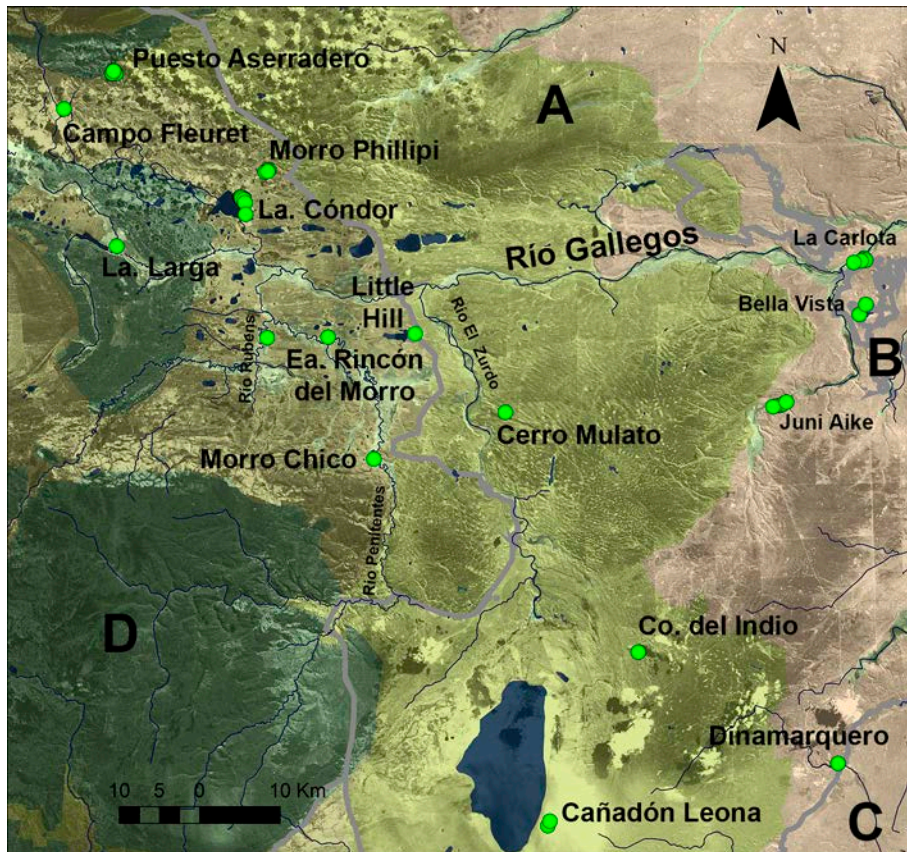 Puesto Aserradero
A
N
Campo Fleuret
Morro Phillipi
La. Cóndor
Río Gallegos
La Carlota
La. Larga
Little
Hill
Bella Vista
Río Rubens
Río El Zurdo
Ea. Rincón
del Morro
B
Juni Aike
Cerro Mulato
Morro Chico
Río Penitentes
D
Co. del Indio
Dinamarquero
10 5 0 10 Km
Cañadón Leona
C